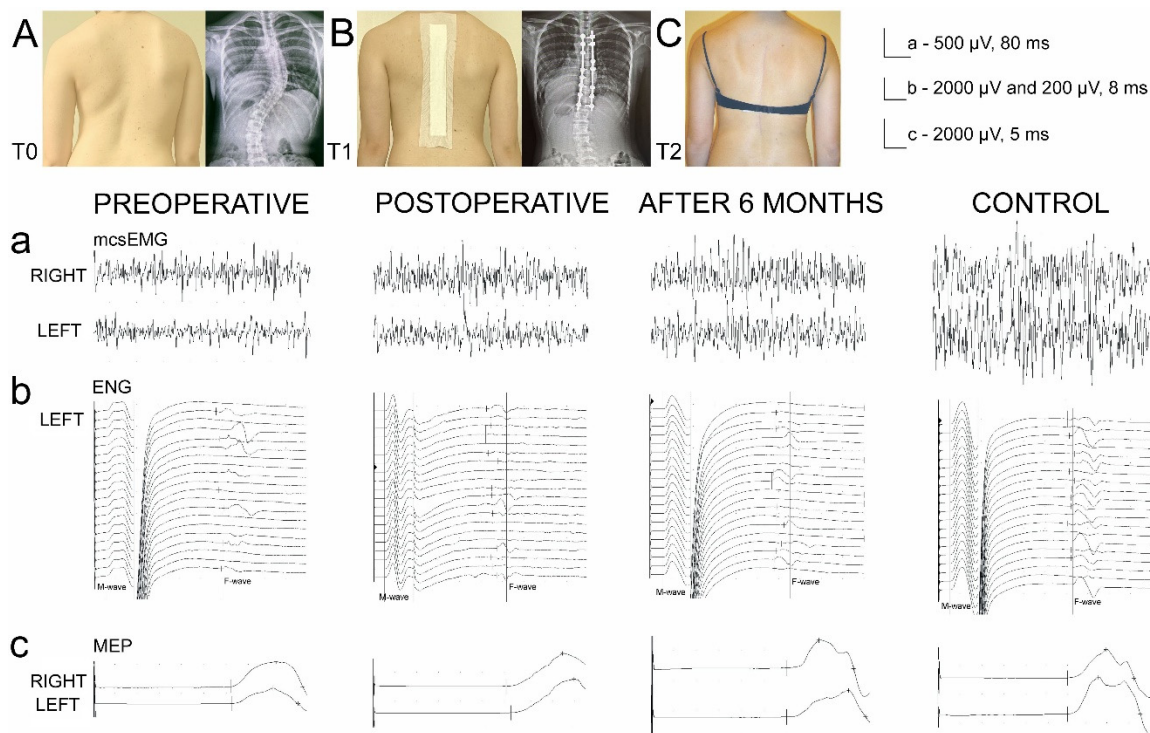 A
T0
B
T1
C
T2
a - 500 µV, 80 ms
b - 2000 µV and 200 µV, 8 ms
c - 2000 µV, 5 ms
PREOPERATIVE
POSTOPERATIVE
AFTER 6 MONTHS
CONTROL
a
mcsEMG
RIGHT
LEFT
b
ENG
LEFT
M-wave
F-wave
M-wave
F-wave
M-wave
F-wave
M-wave
F-wave
c
MEP
RIGHT
LEFT